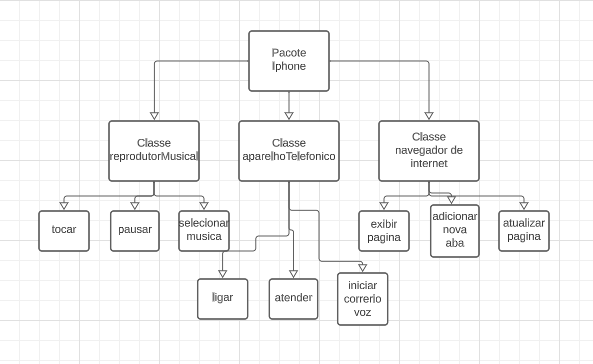 Pacote
Iphone
Classe
reprodutorMusical
Classe
aparelhoTelefonico
Classe
navegador de
internet
tocar
pausar
selecionar
musica
exibir
pagina
adicionar
nova
aba
atualizar
pagina
ligar
atender
iniciar
correrio
voz